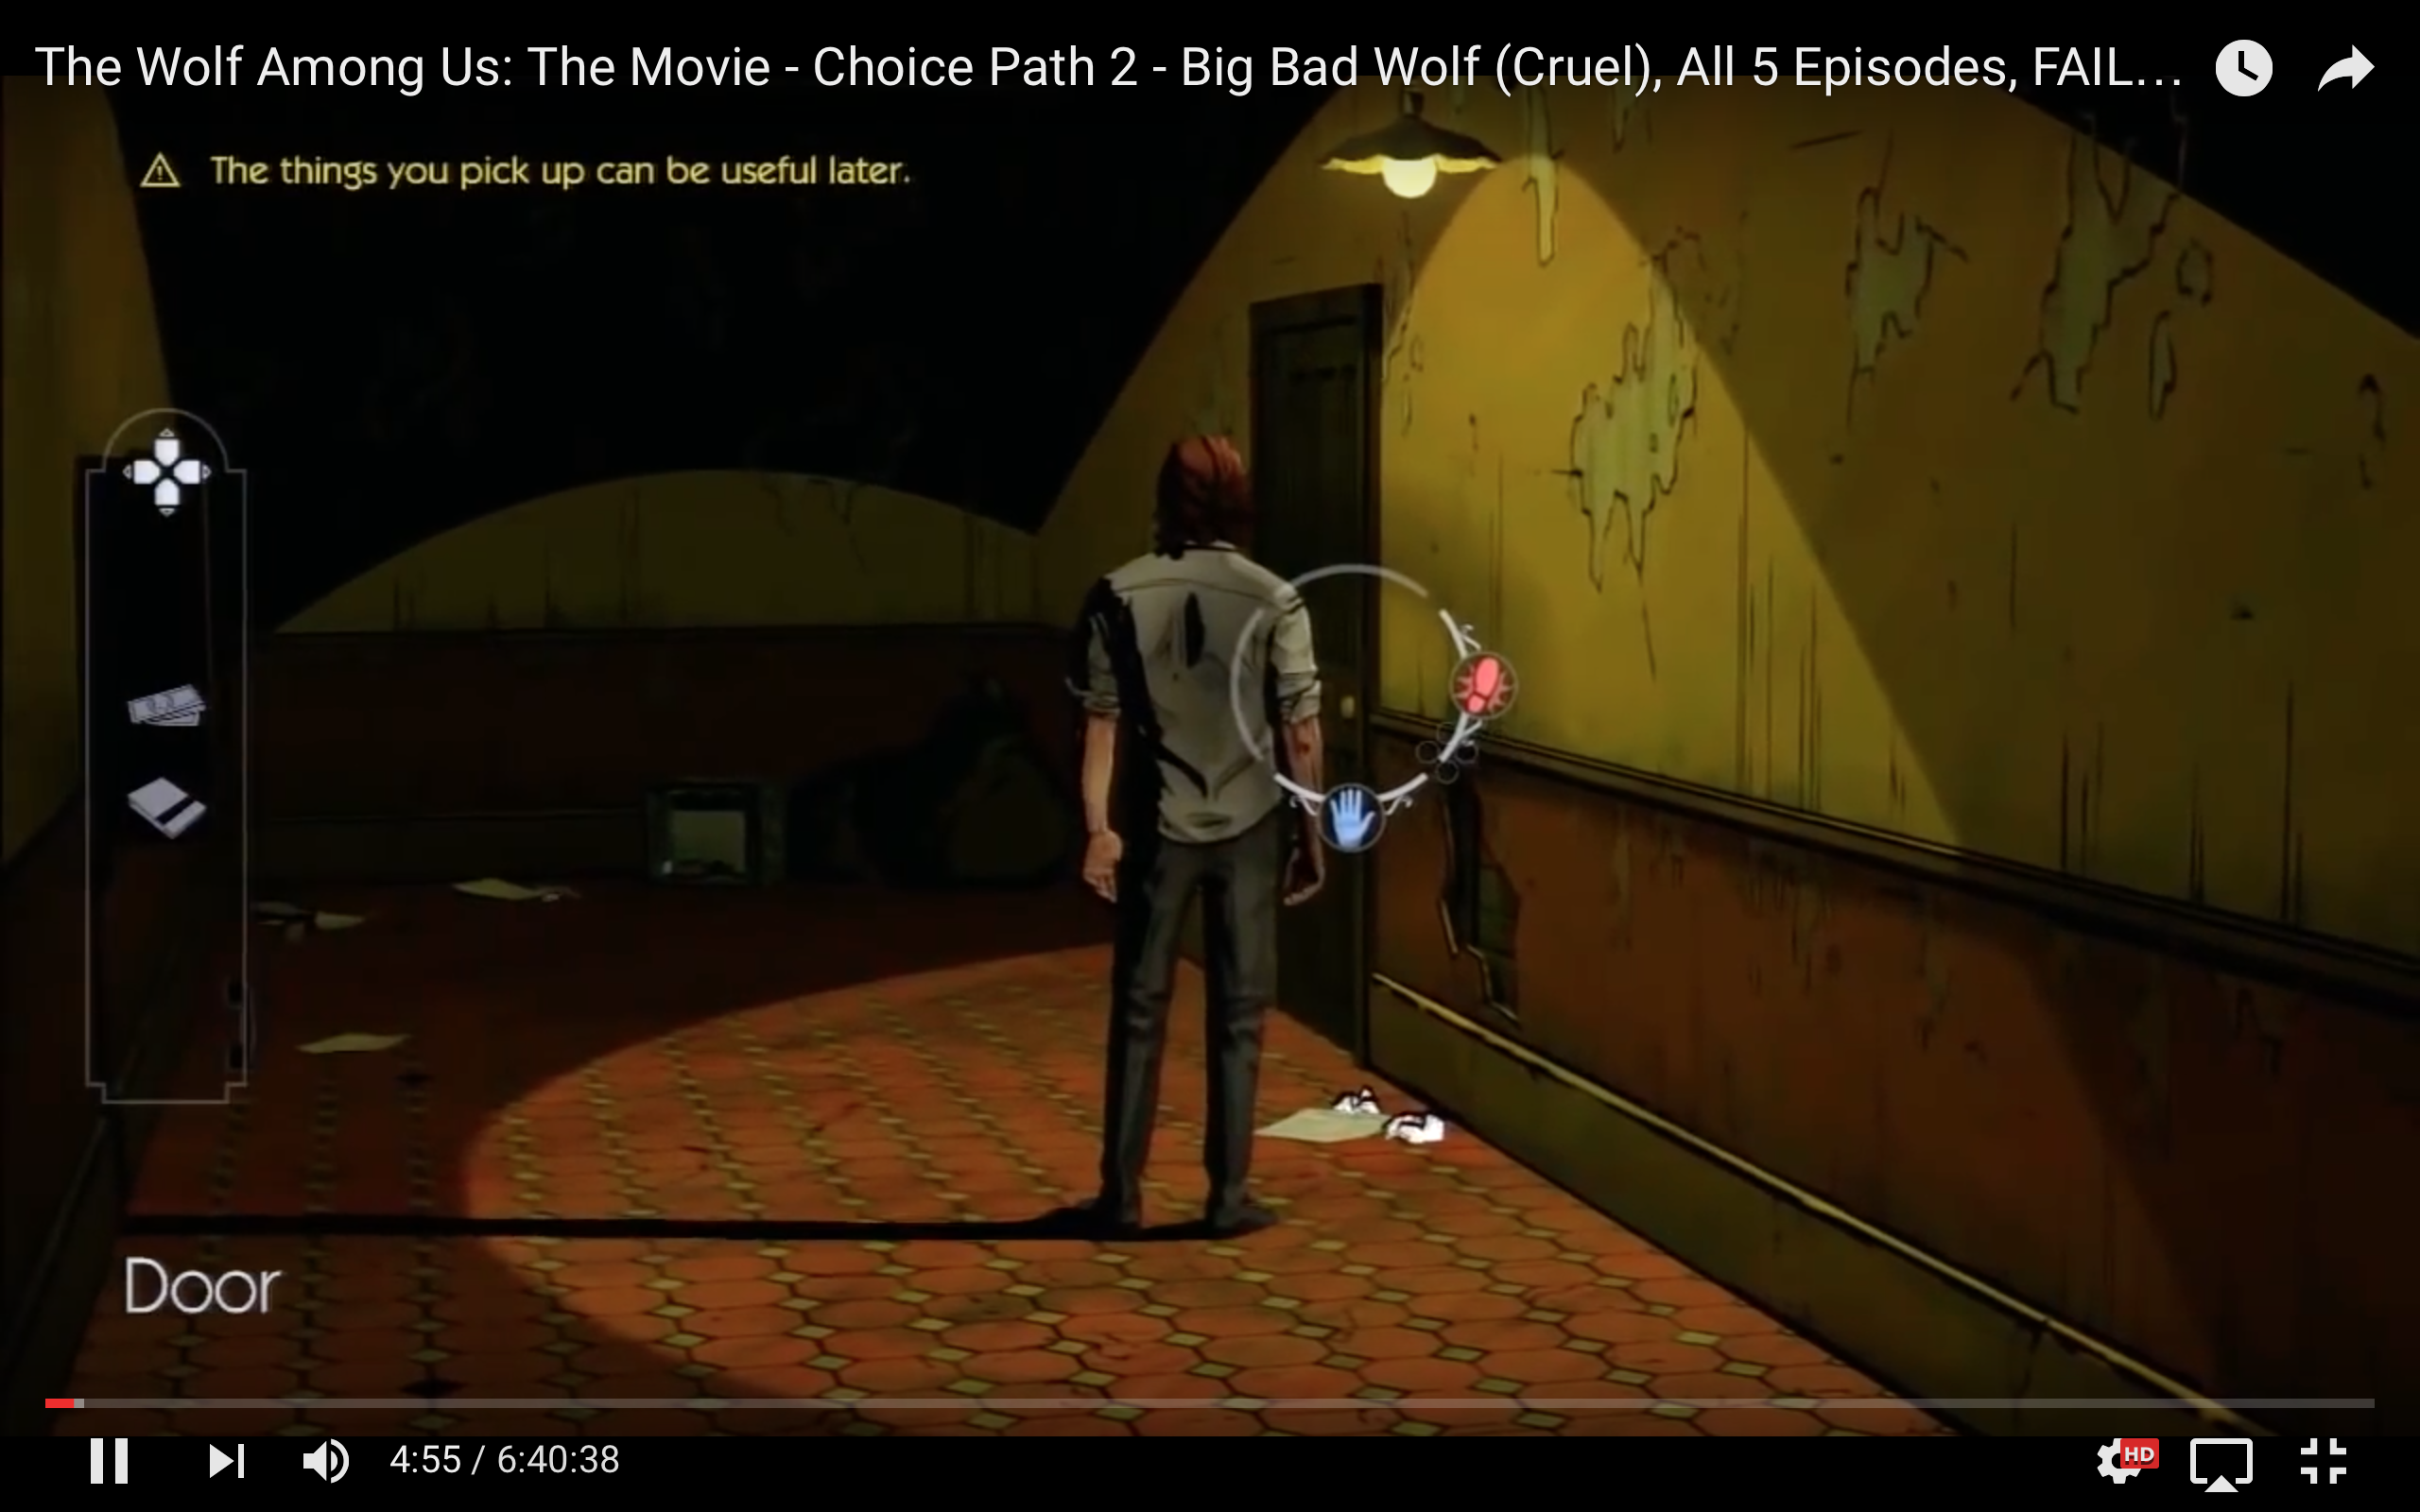 The Wolf Among Us: The Movie - Choice Path 2 - Big Bad Wolf (Cruel), All 5 Episodes, FAIL...
The things you pick up can be useful later.
Door
4:55 / 6:40:38
HD